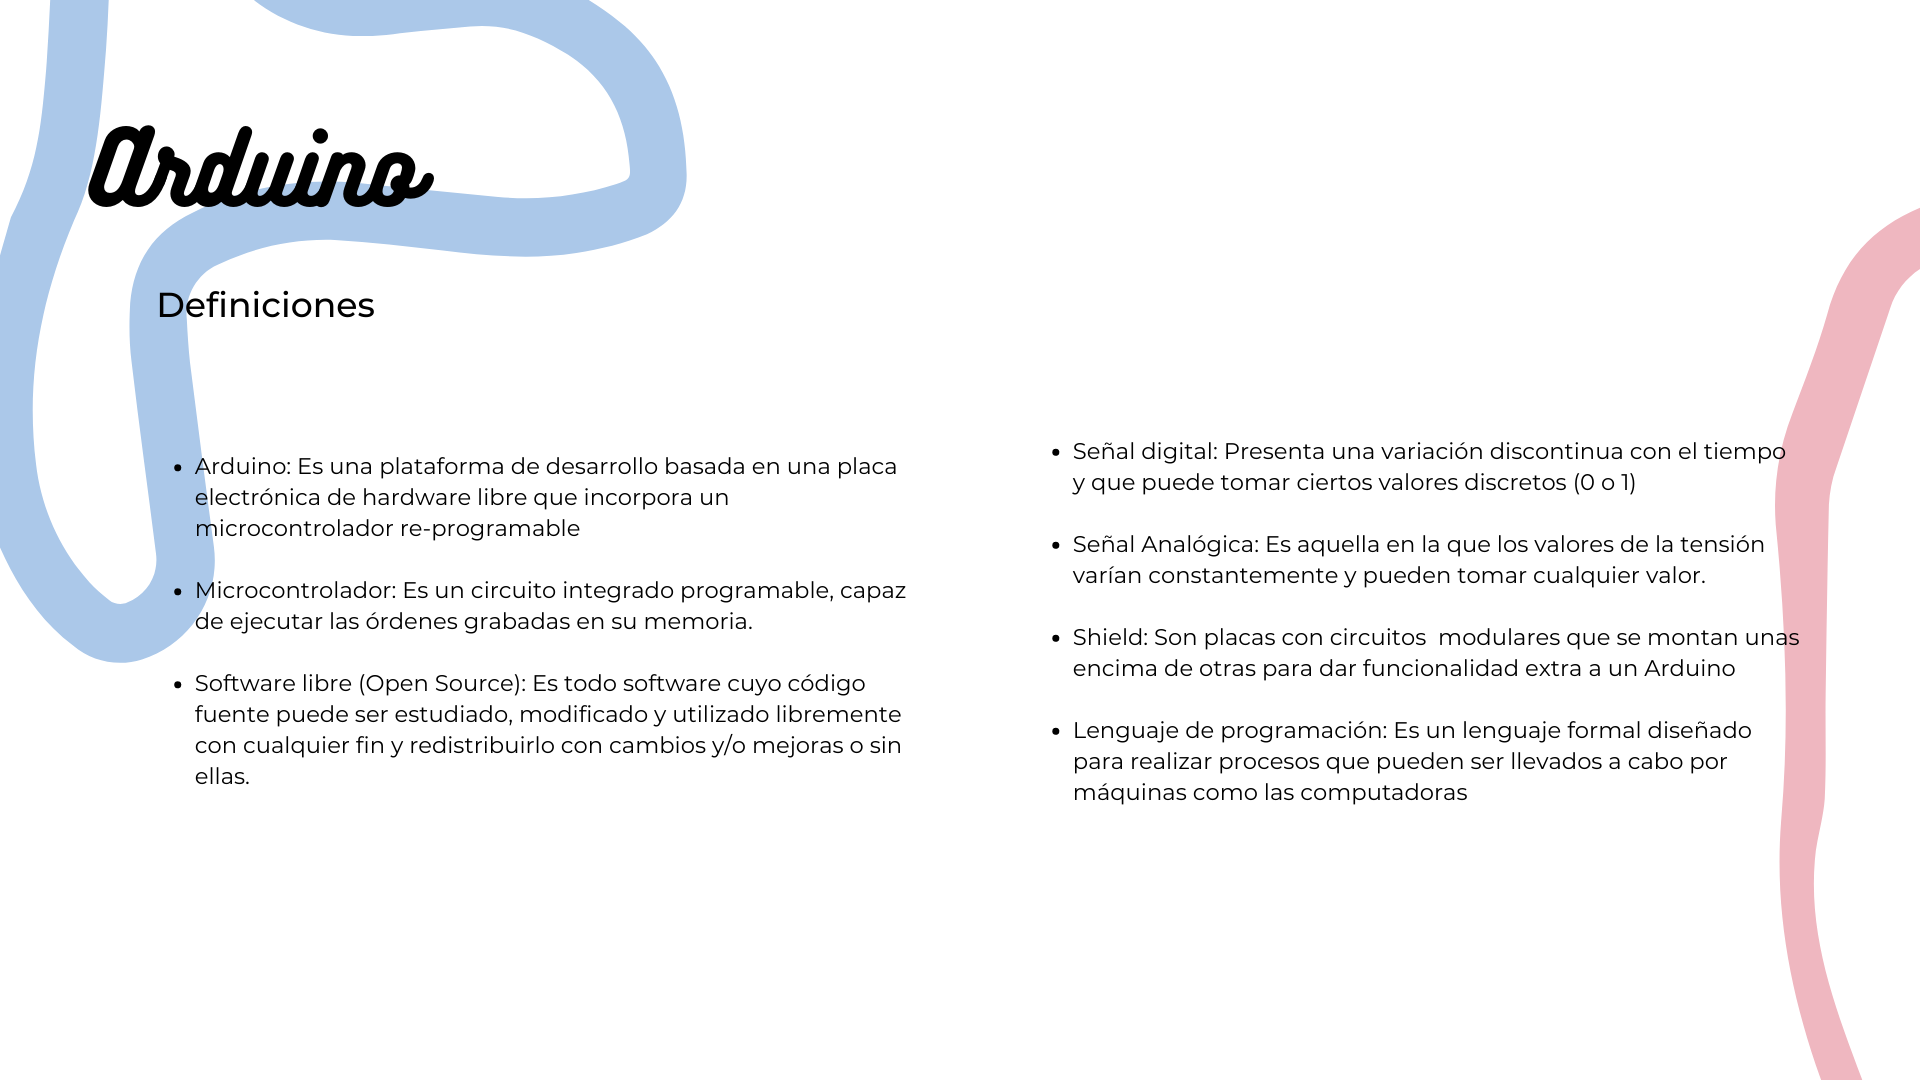 Arduino
Definiciones
• Arduino: Es una plataforma de desarrollo basada en una placa
electrónica de hardware libre que incorpora un
microcontrolador re-programable
• Microcontrolador: Es un circuito integrado programable, capaz
de ejecutar las órdenes grabadas en su memoria.
• Software libre (Open Source): Es todo software cuyo código
fuente puede ser estudiado, modificado y utilizado libremente
con cualquier fin y redistribuirlo con cambios y/o mejoras o sin
ellas.
• Señal digital: Presenta una variación discontinua con el tiempo
y que puede tomar ciertos valores discretos (0 o 1)
• Señal Analógica: Es aquella en la que los valores de la tensión
varían constantemente y pueden tomar cualquier valor.
• Shield: Son placas con circuitos  modulares que se montan unas
encima de otras para dar funcionalidad extra a un Arduino
• Lenguaje de programación: Es un lenguaje formal diseñado
para realizar procesos que pueden ser llevados a cabo por
máquinas como las computadoras